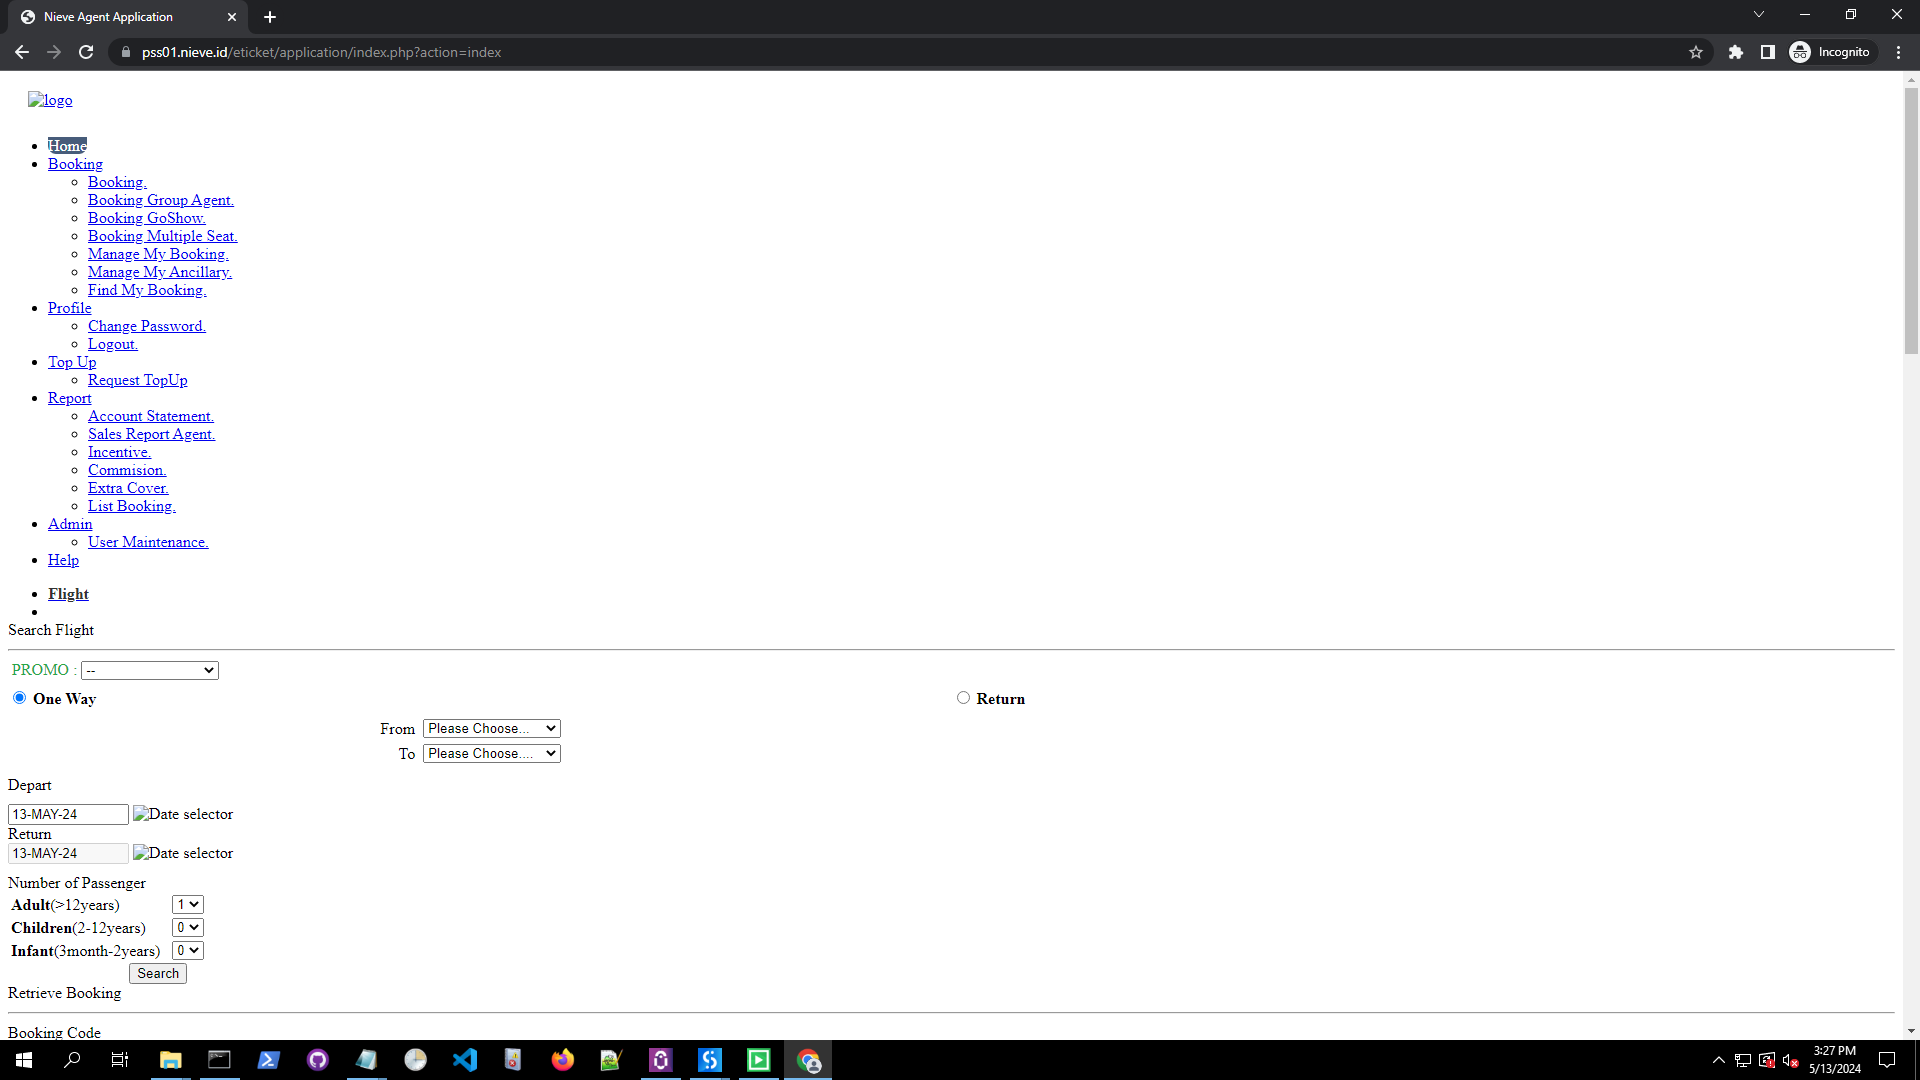 Nieve Agent Application
pss01.nieve.id/eticket/application/index.php?action=index
Incognito
logo
Home
Booking
Booking.
Booking Group Agent.
Booking GoShow.
Booking Multiple Seat.
Manage My Booking.
Manage My Ancillary.
Find My Booking.
Profile
Change Password.
Logout.
Top Up
Request TopUp
Report
Account Statement.
Sales Report Agent.
Incentive.
Commision.
Extra Cover.
List Booking.
Admin
User Maintenance.
Help
Flight
Search Flight
PROMO : --
One Way Return
From Please Choose...
To Please Choose....
Depart
13-MAY-24 Date selector
Return
13-MAY-24 Date selector
Number of Passenger
Adult(>12years) 1
Children(2-12years) 0
Infant(3month-2years) 0
Search
Retrieve Booking
Booking Code
3:27 PM
5/13/2024